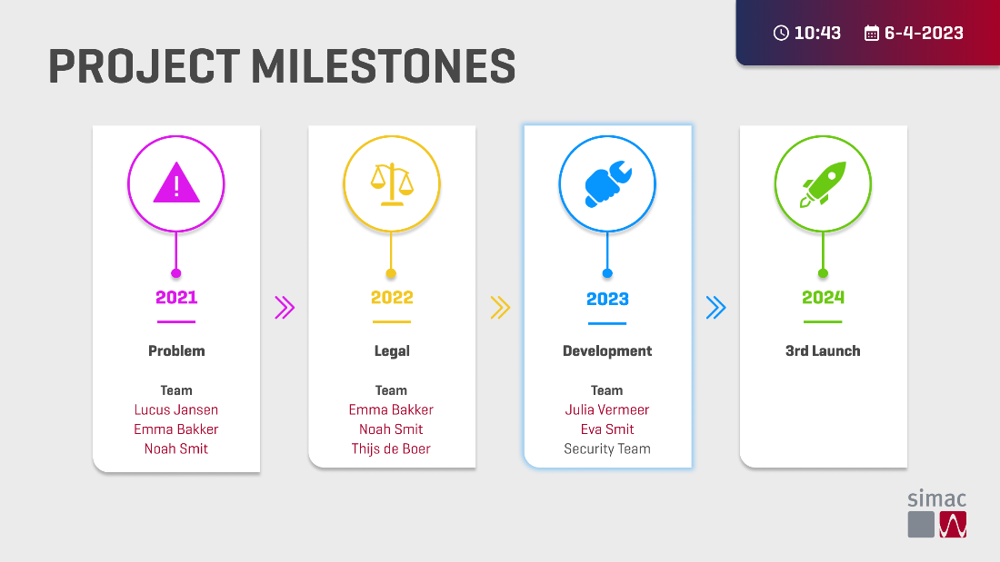 10:43 6-4-2023
PROJECT MILESTONES
2021
Problem
Team
Lucus Jansen
Emma Bakker
Noah Smit
2022
Legal
Team
Emma Bakker
Noah Smit
Thijs de Boer
2023
Development
Team
Julia Vermeer
Eva Smit
Security Team
2024
3rd Launch
simac